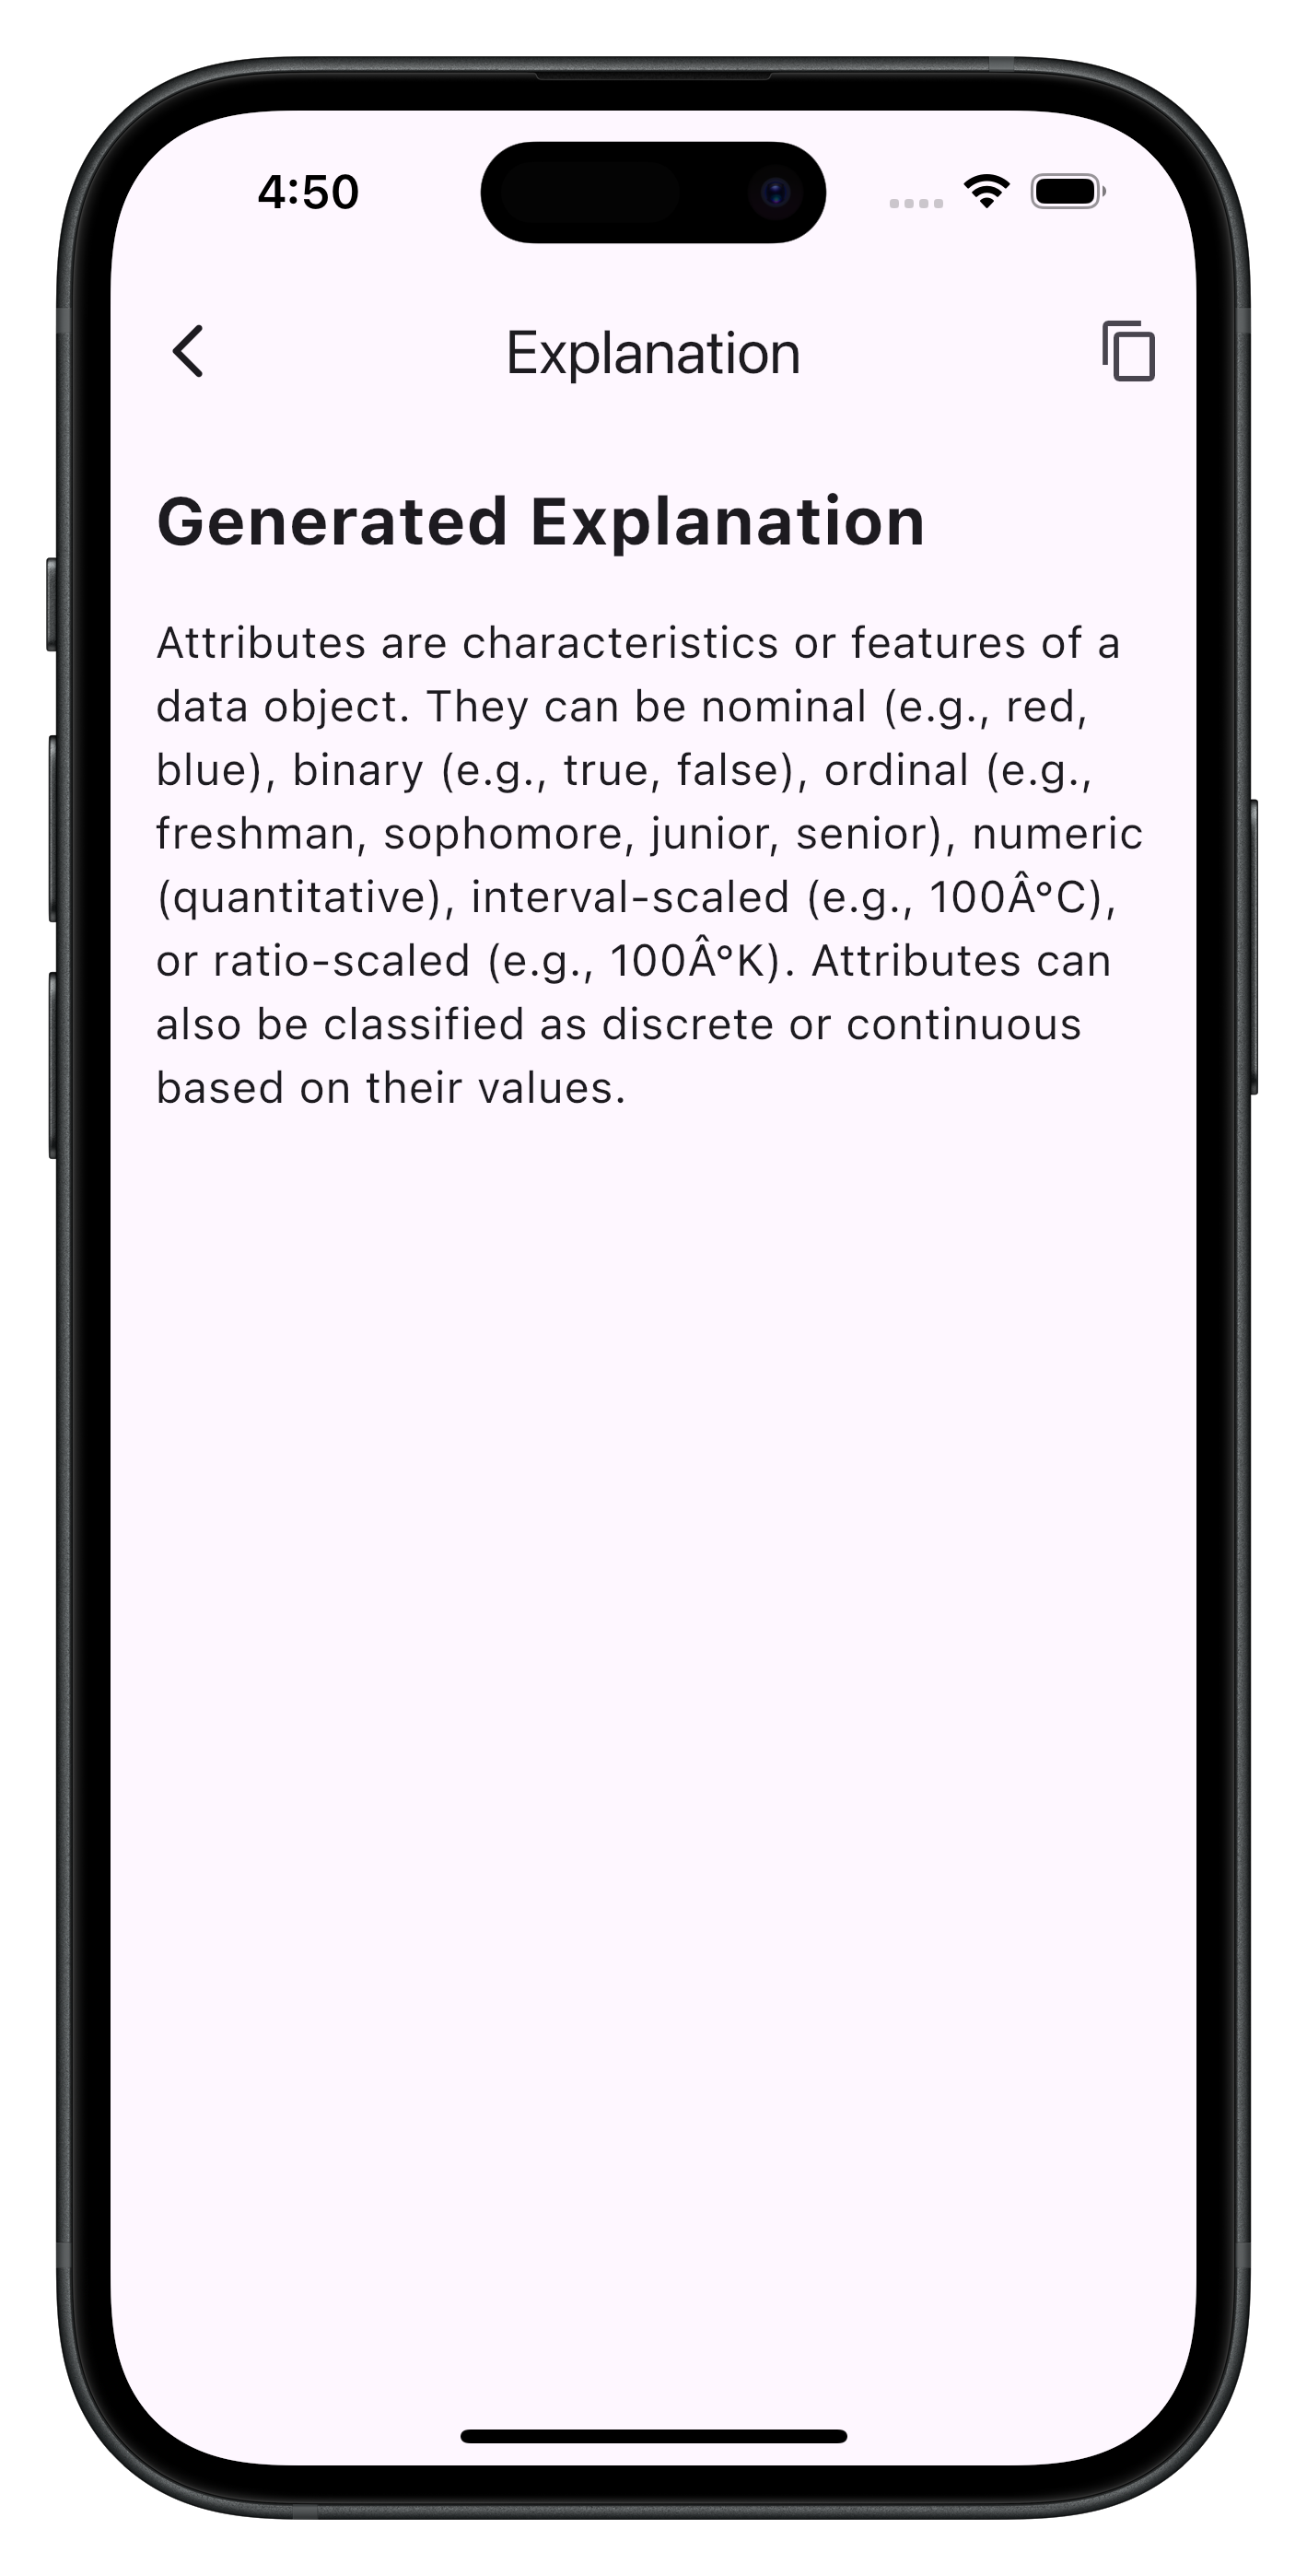 4:50
Explanation
Generated Explanation
Attributes are characteristics or features of a
data object. They can be nominal (e.g., red,
blue), binary (e.g., true, false), ordinal (e.g.,
freshman, sophomore, junior, senior), numeric
(quantitative), interval-scaled (e.g., 100Â°C),
or ratio-scaled (e.g., 100Â°K). Attributes can
also be classified as discrete or continuous
based on their values.